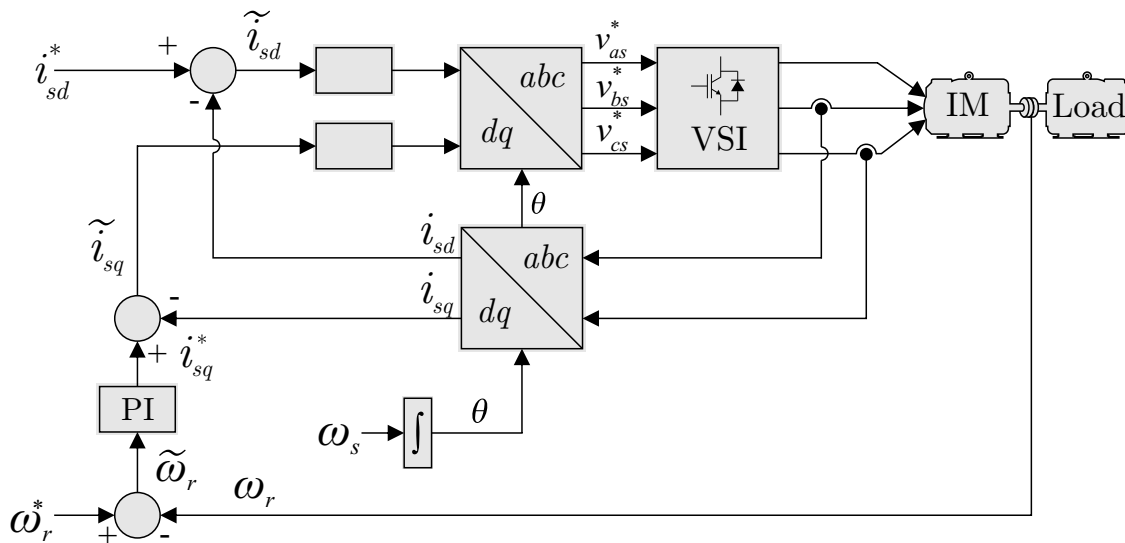 i*sd
+
-
ĩsd
abc
dq
v*as
v*bs
v*cs
VSI
IM
Load
θ
ĩsq
isd
isq
abc
dq
-
+
i*sq
PI
ωs
∫
θ
ω̃r
ω*r
+
-
ωr